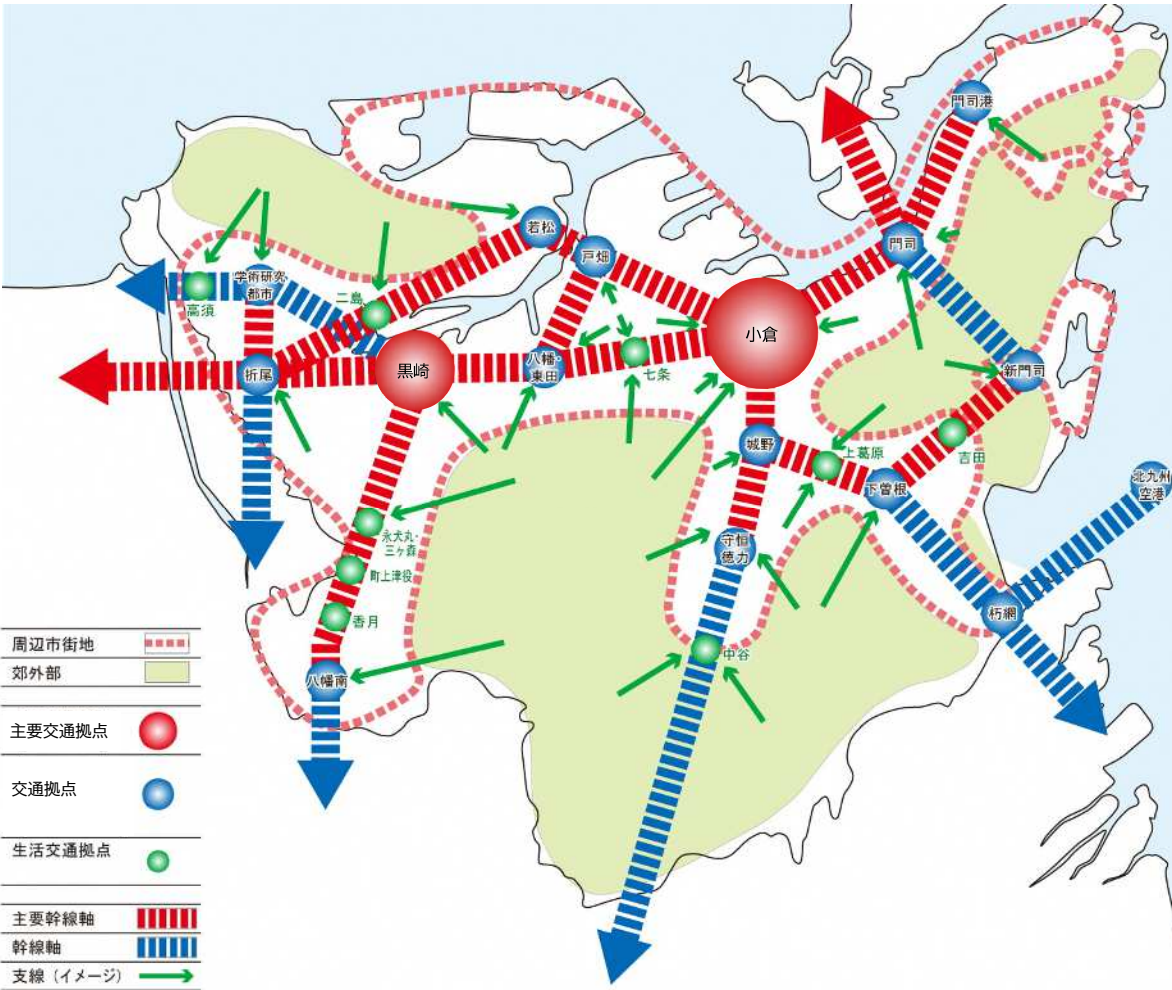 門司港
若松
門司
戸畑
学術研究
都市
高須
二島
小倉
折尾
黒崎
八幡・
東田
七条
新門司
城野
上葛原
吉田
下曽根
北九州
空港
永犬丸・
三ヶ森
守恒
徳力
町上津役
香月
朽網
中谷
八幡南
周辺市街地
郊外部
主要交通拠点
交通拠点
生活交通拠点
主要幹線軸
幹線軸
支線（イメージ）